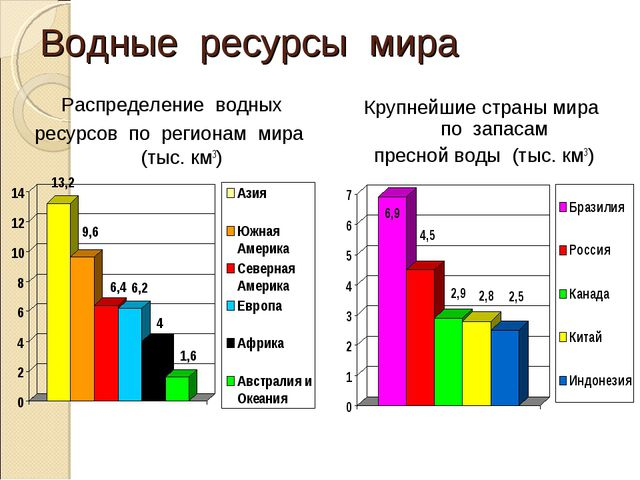 Водные ресурсы мира
Распределение водных
ресурсов по регионам мира
(тыс. км³)
13,2
14
12
10
8
6
4
2
0
9,6
6,4
6,2
4
1,6
Азия
Южная
Америка
Северная
Америка
Европа
Африка
Австралия и
Океания
Крупнейшие страны мира
по запасам
пресной воды (тыс. км³)
7
6
5
4
3
2
1
0
6,9
4,5
2,9
2,8
2,5
Бразилия
Россия
Канада
Китай
Индонезия